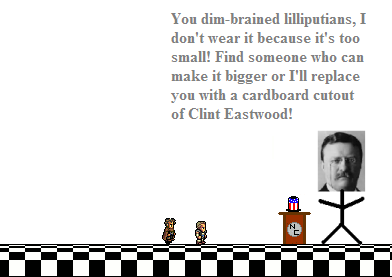 You dim-brained lilliputians, I
don't wear it because it's too
small! Find someone who can
make it bigger or I'll replace
you with a cardboard cutout
of Clint Eastwood!